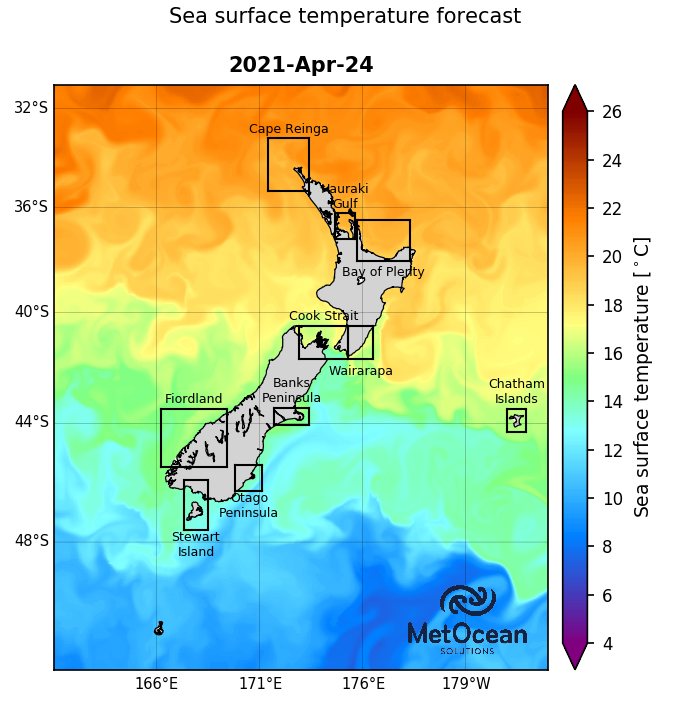 Sea surface temperature forecast
2021-Apr-24
32°S
36°S
40°S
44°S
48°S
166°E
171°E
176°E
179°W
Cape Reinga
Hauraki
Gulf
Bay of Plenty
Cook Strait
Wairarapa
Banks
Peninsula
Fiordland
Chatham
Islands
Otago
Peninsula
Stewart
Island
MetOcean
SOLUTIONS
26
24
22
20
18
16
14
12
10
8
6
4
Sea surface temperature [°C]